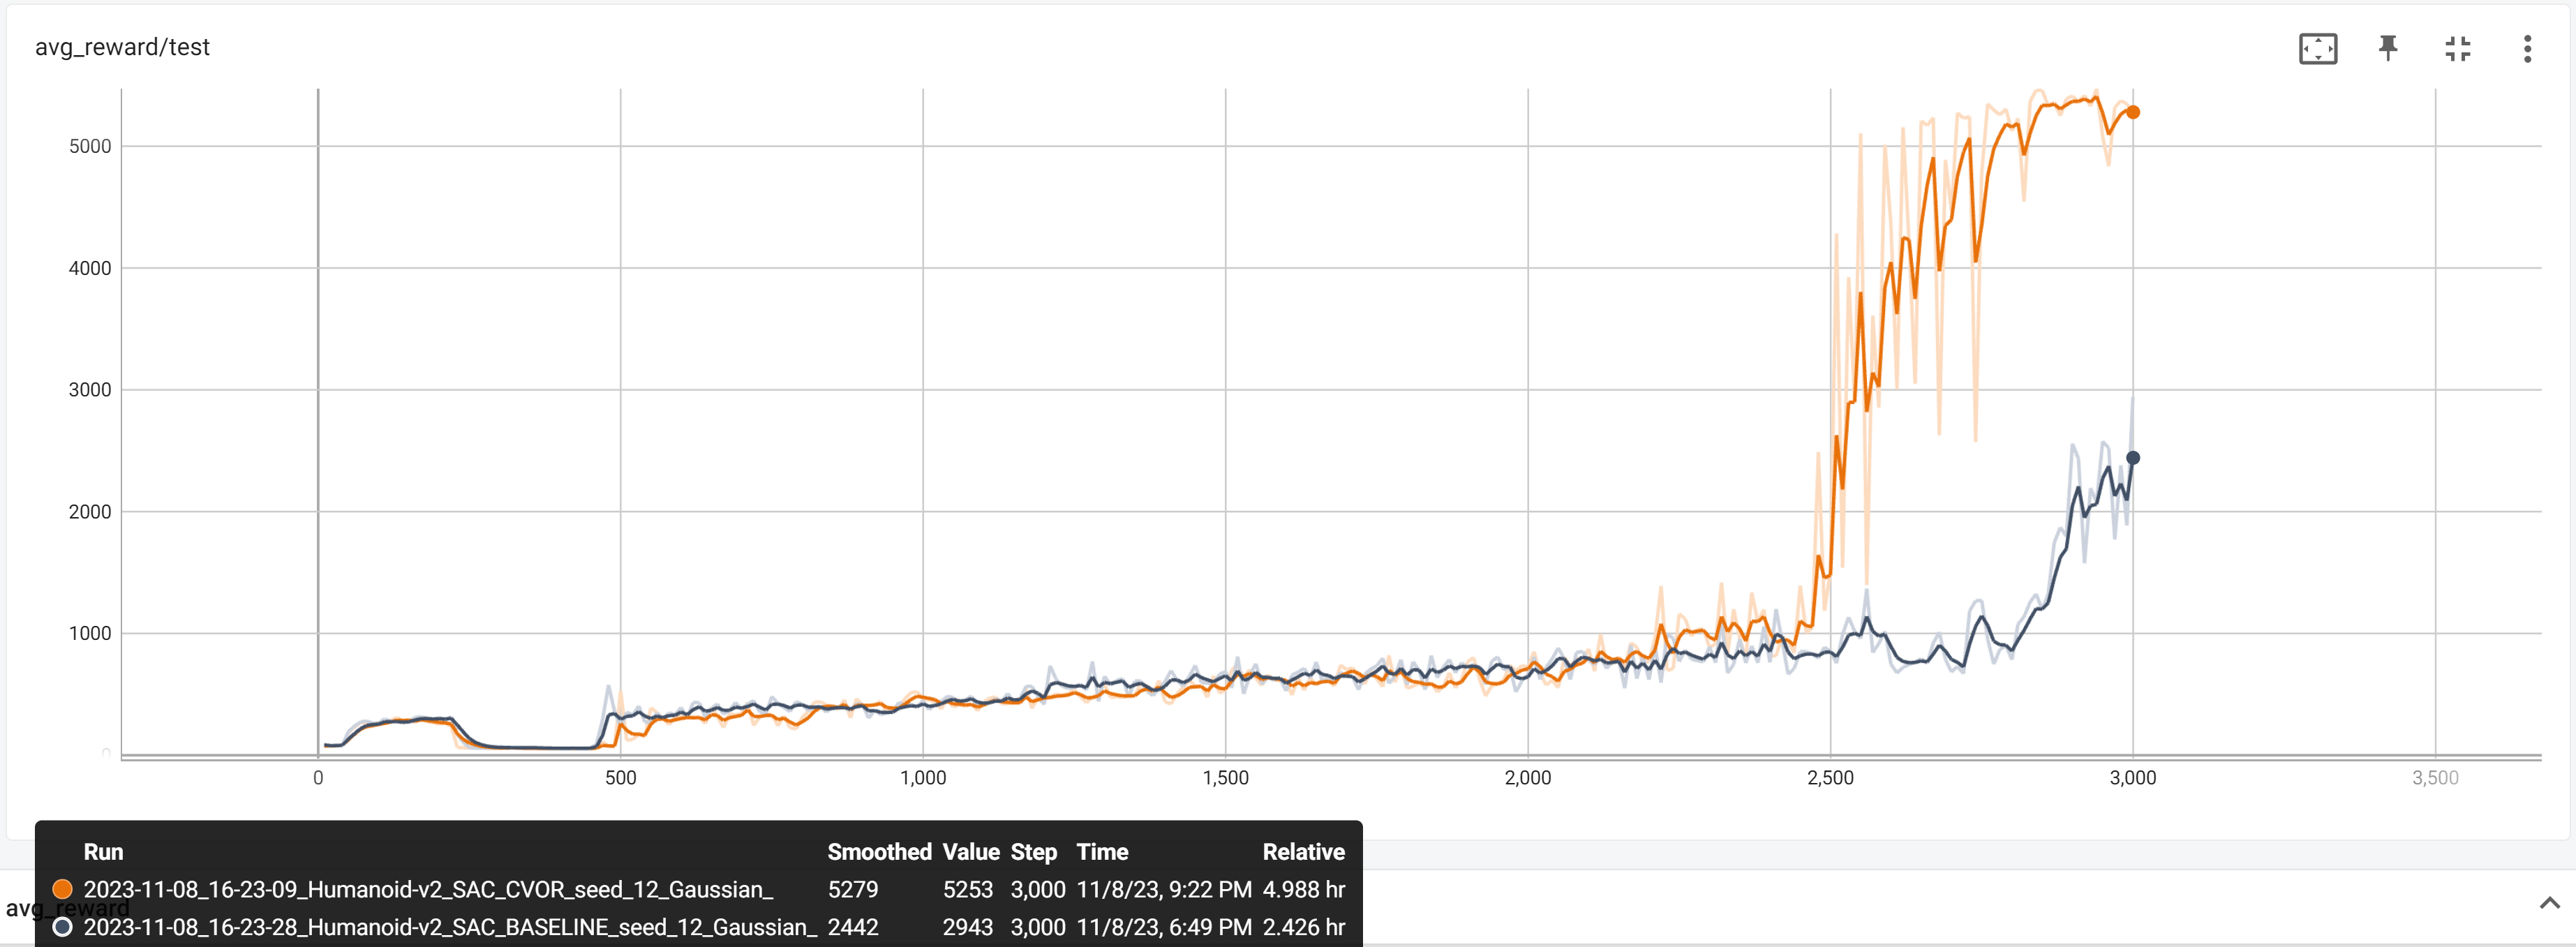 avg_reward/test
5000
4000
3000
2000
1000
0
0 500 1,000 1,500 2,000 2,500 3,000 3,500
Run Smoothed Value Step Time Relative
2023-11-08_16-23-09_Humanoid-v2_SAC_CVOR_seed_12_Gaussian_ 5279 5253 3,000 11/8/23, 9:22 PM 4.988 hr
avg_reward
2023-11-08_16-23-28_Humanoid-v2_SAC_BASELINE_seed_12_Gaussian_ 2442 2943 3,000 11/8/23, 6:49 PM 2.426 hr